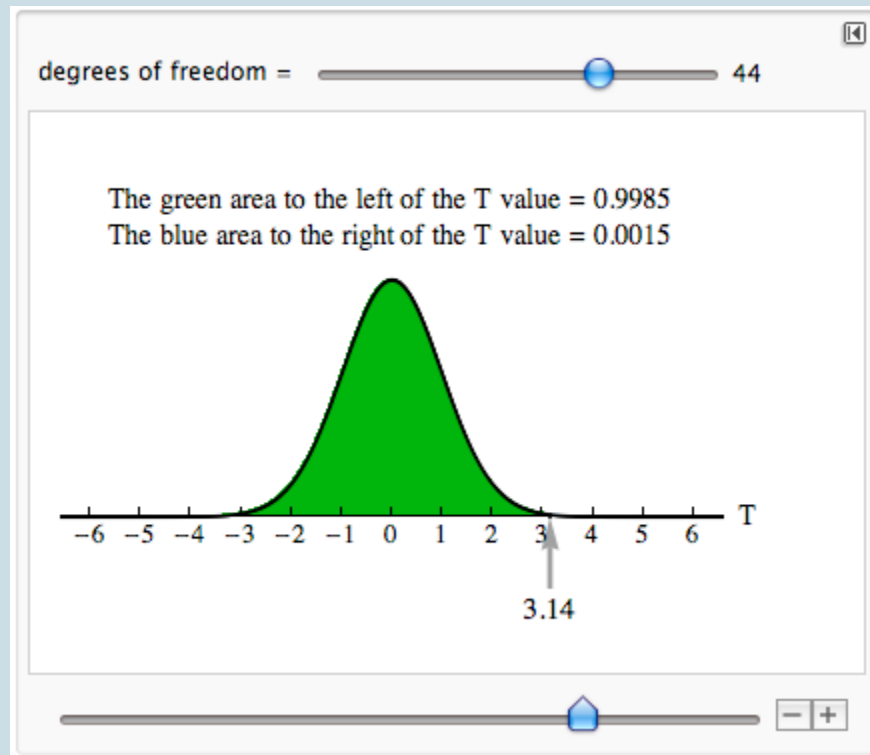 degrees of freedom = 44
The green area to the left of the T value = 0.9985
The blue area to the right of the T value = 0.0015
T
−6 −5 −4 −3 −2 −1 0 1 2 3 4 5 6
3.14